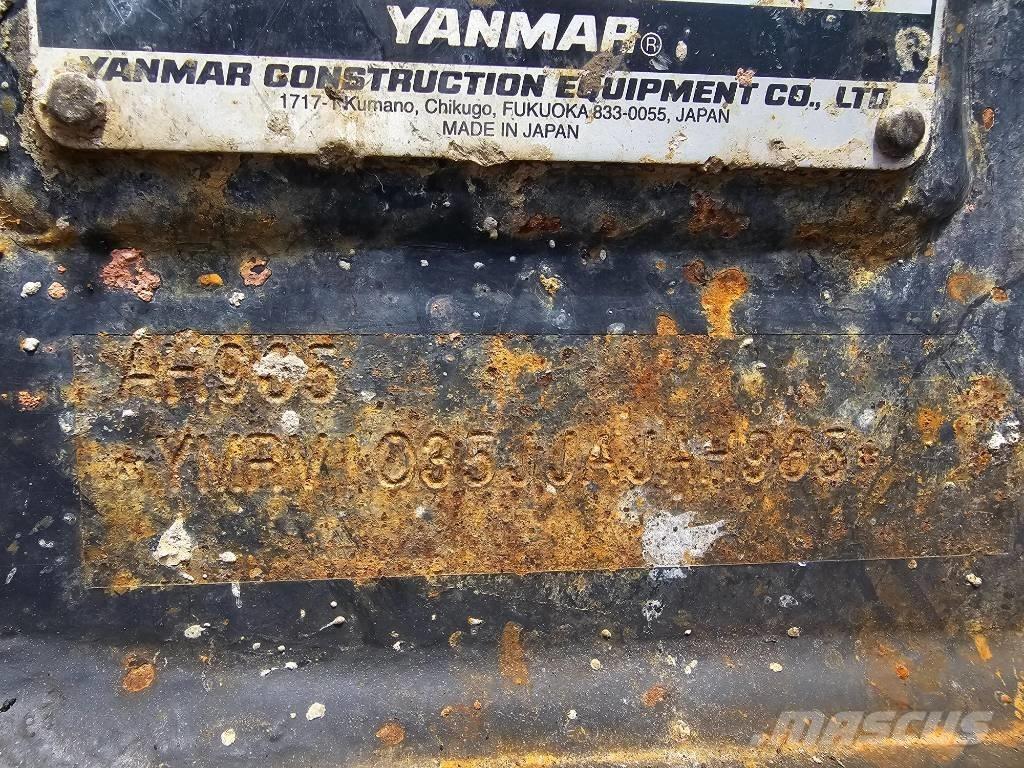 YANMAR®
YANMAR CONSTRUCTION EQUIPMENT CO., LTD
1717-1 Kumano, Chikugo, FUKUOKA 833-0055, JAPAN
MADE IN JAPAN
AH935
MASCUS